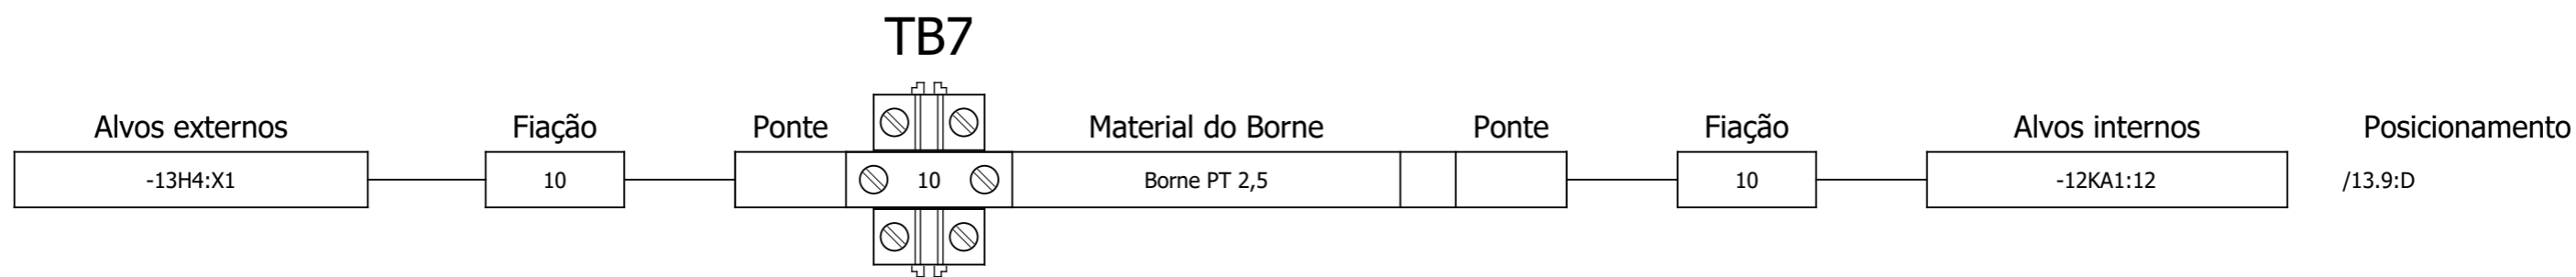 TB7
Alvos externos Fiação Ponte Material do Borne Ponte Fiação Alvos internos Posicionamento
-13H4:X1 10 10 Borne PT 2,5 10 -12KA1:12 /13.9:D